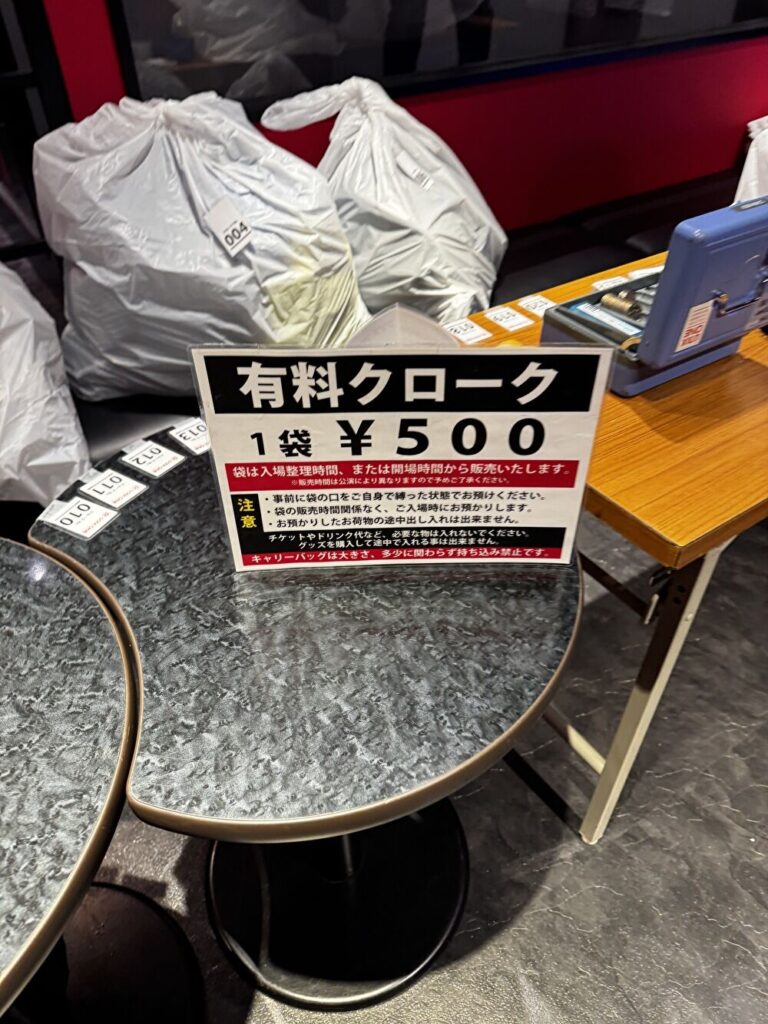 004
有料クローク
1袋 ¥500
袋は入場整理時間、または開場時間から販売いたします。
※販売時間は公演により異なりますので予めご了承ください。
注意
・事前に袋の口をご自身で縛った状態でお預けください。
・袋の販売時間関係なく、ご入場時にお預かりします。
・お預かりしたお荷物の途中出し入れは出来ません。
チケットやドリンク代など、必要な物は入れないでください。
グッズを購入して途中で入れる事は出来ません。
キャリーバッグは大きさ、多少に関わらず持ち込み禁止です。
013
012
011
010